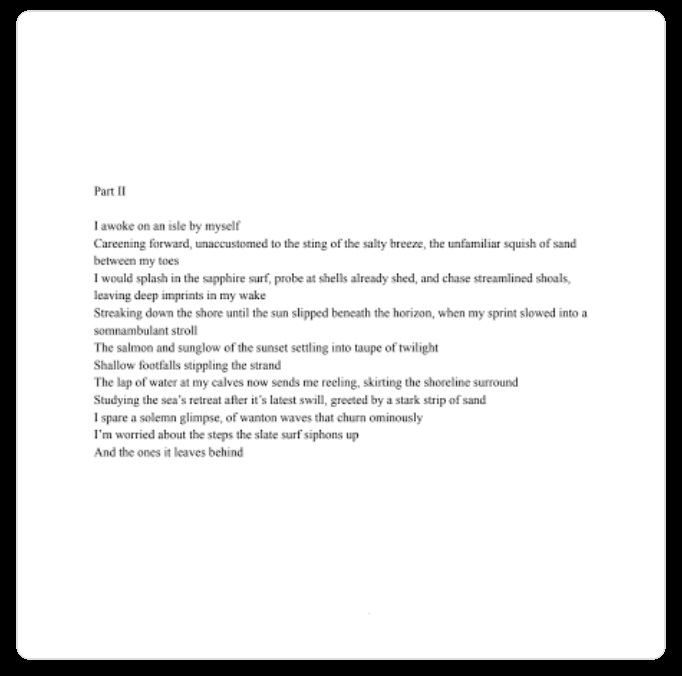 Part II
I awoke on an isle by myself
Careening forward, unaccustomed to the sting of the salty breeze, the unfamiliar squish of sand
between my toes
I would splash in the sapphire surf, probe at shells already shed, and chase streamlined shoals,
leaving deep imprints in my wake
Streaking down the shore until the sun slipped beneath the horizon, when my sprint slowed into a
somnambulant stroll
The salmon and sunglow of the sunset settling into taupe of twilight
Shallow footfalls stippling the strand
The lap of water at my calves now sends me reeling, skirting the shoreline surround
Studying the sea's retreat after it's latest swill, greeted by a stark strip of sand
I spare a solemn glimpse, of wanton waves that churn ominously
I'm worried about the steps the slate surf siphons up
And the ones it leaves behind